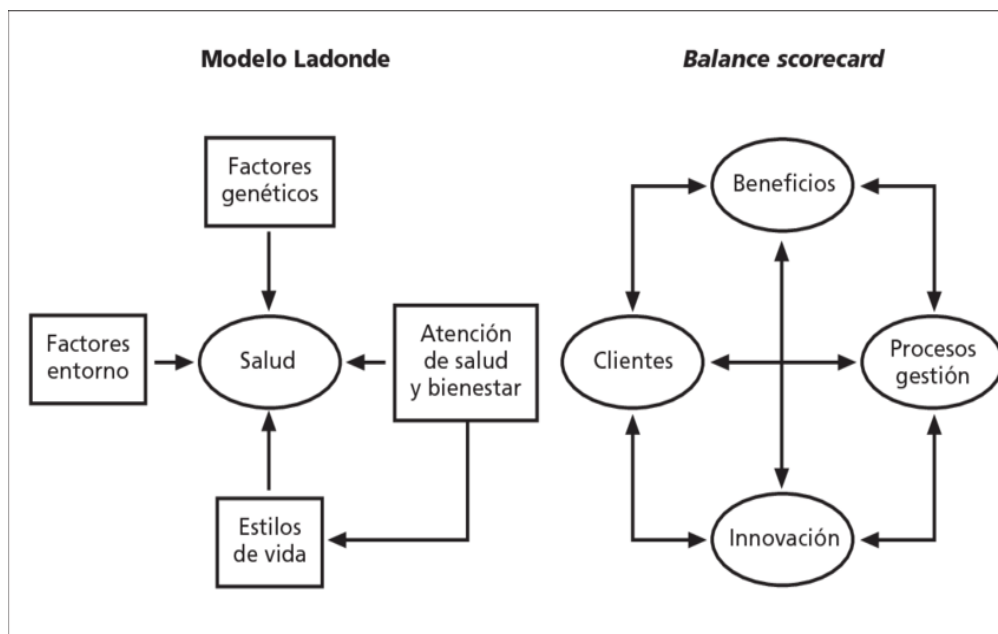 Modelo Ladonde
Factores
genéticos
Factores
entorno
Salud
Atención
de salud
y bienestar
Estilos
de vida
Balance scorecard
Beneficios
Clientes
Procesos
gestión
Innovación